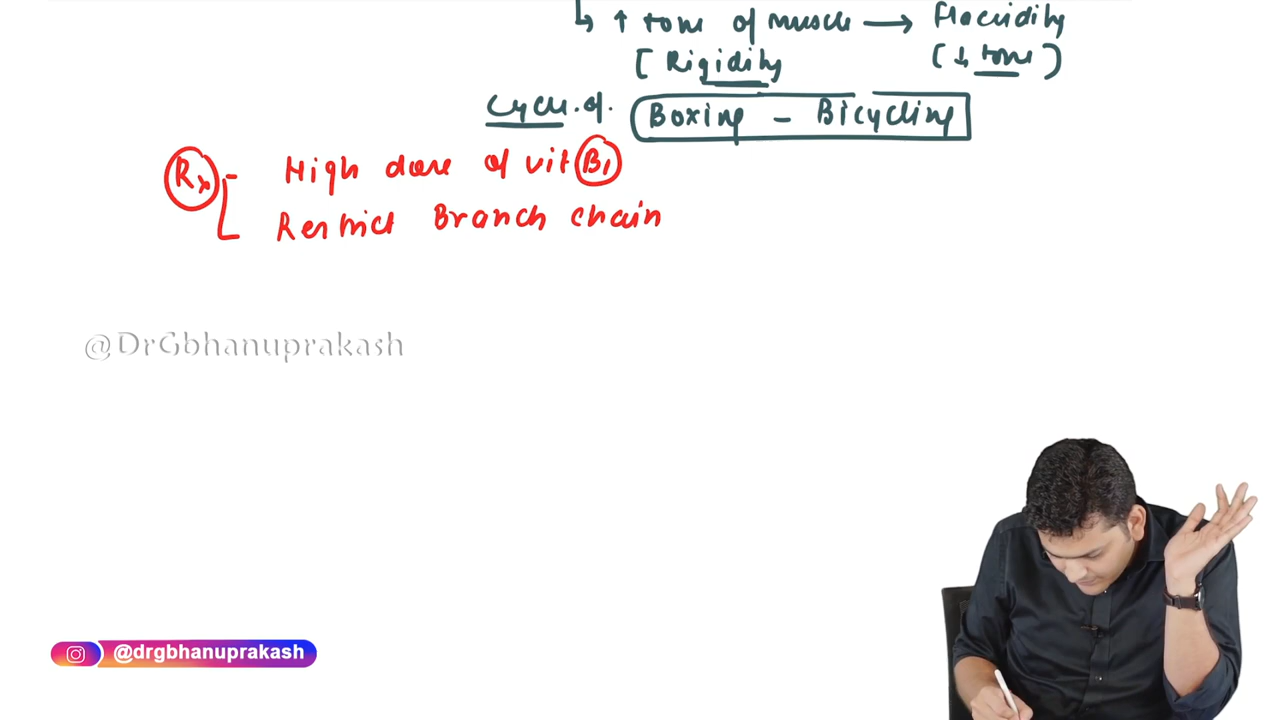 ↳ ↑ tone of muscle → Flaccidity
[ Rigidity (↓ tone)
Cycle of Boxing - Bicycling
Rx - High dose of vit B1
Restrict Branch chain
@DrGbhanuprakash
@drgbhanuprakash